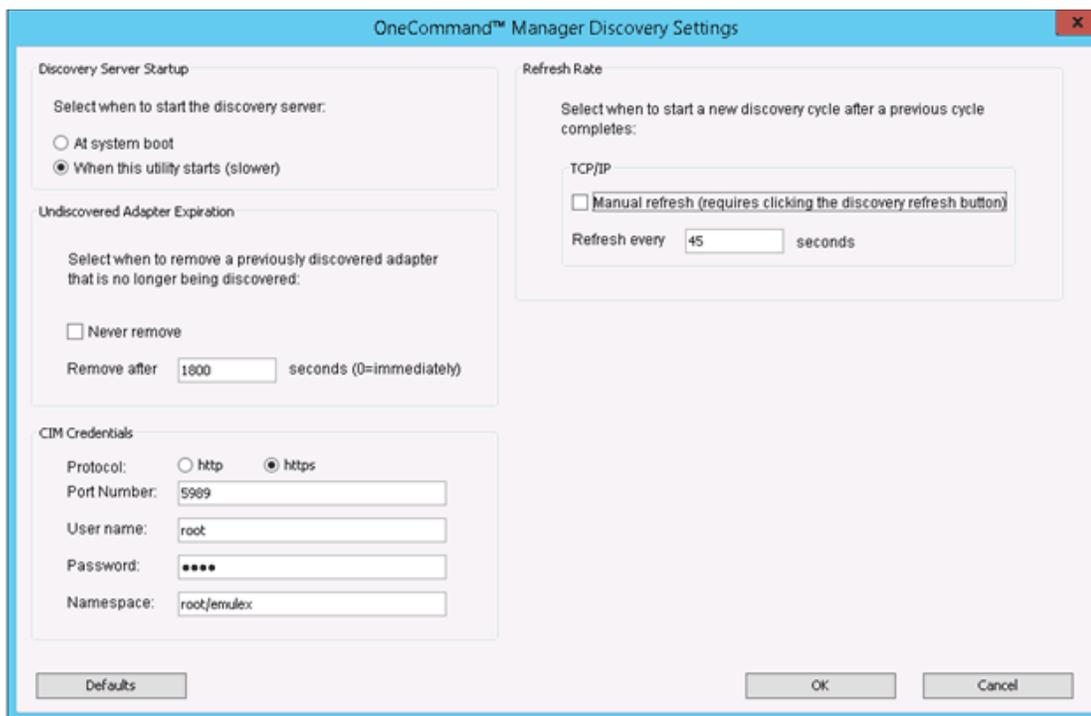 OneCommand™ Manager Discovery Settings
x
Discovery Server Startup
Select when to start the discovery server:
At system boot
When this utility starts (slower)
Undiscovered Adapter Expiration
Select when to remove a previously discovered adapter
that is no longer being discovered:
Never remove
Remove after 1800 seconds (0=immediately)
CIM Credentials
Protocol: http https
Port Number: 5989
User name: root
Password: ●●●●
Namespace: root/emulex
Refresh Rate
Select when to start a new discovery cycle after a previous cycle
completes:
TCP/IP
Manual refresh (requires clicking the discovery refresh button)
Refresh every 45 seconds
Defaults
OK
Cancel